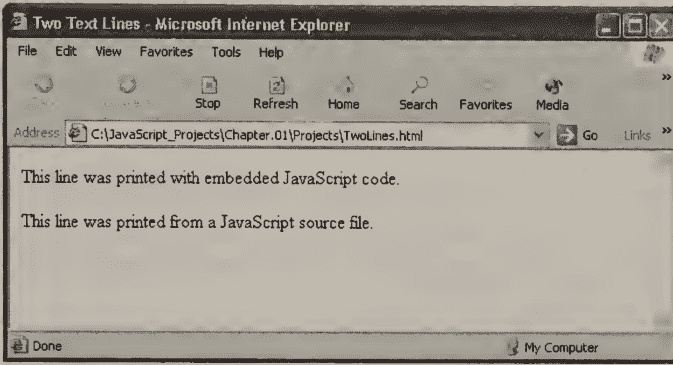 Two Text Lines - Microsoft Internet Explorer
File Edit View Favorites Tools Help
Stop Refresh Home Search Favorites Media »
Address C:\JavaScript_Projects\Chapter.01\Projects\TwoLines.html Go Links »
This line was printed with embedded JavaScript code.
This line was printed from a JavaScript source file.
Done My Computer